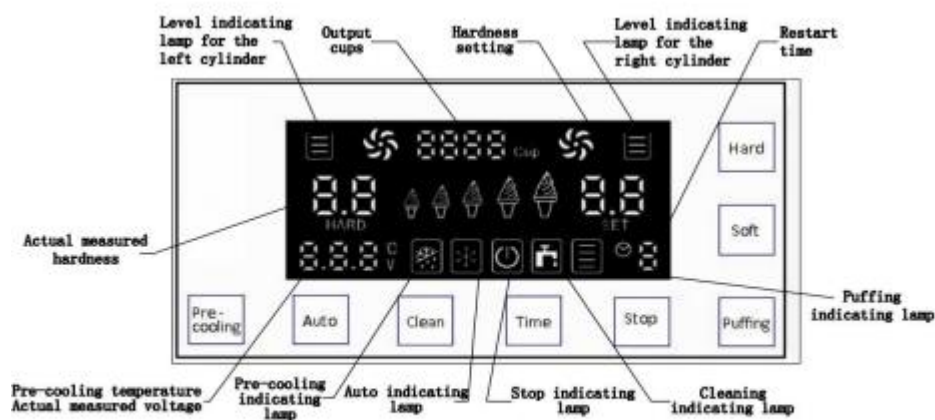 Level indicating
lamp for the
left cylinder
Output
cups
Hardness
setting
Level indicating
lamp for the
right cylinder
Restart
time
8888 Cup
8.8
HARD
8.8
SET
8.8.8 C
V
8
Hard
Soft
Actual measured
hardness
Puffing
indicating lamp
Pre-
cooling
Auto
Clean
Time
Stop
Puffing
Pre-cooling temperature
Actual measured voltage
Pre-cooling
indicating
lamp
Auto indicating
lamp
Stop indicating
lamp
Cleaning
indicating lamp